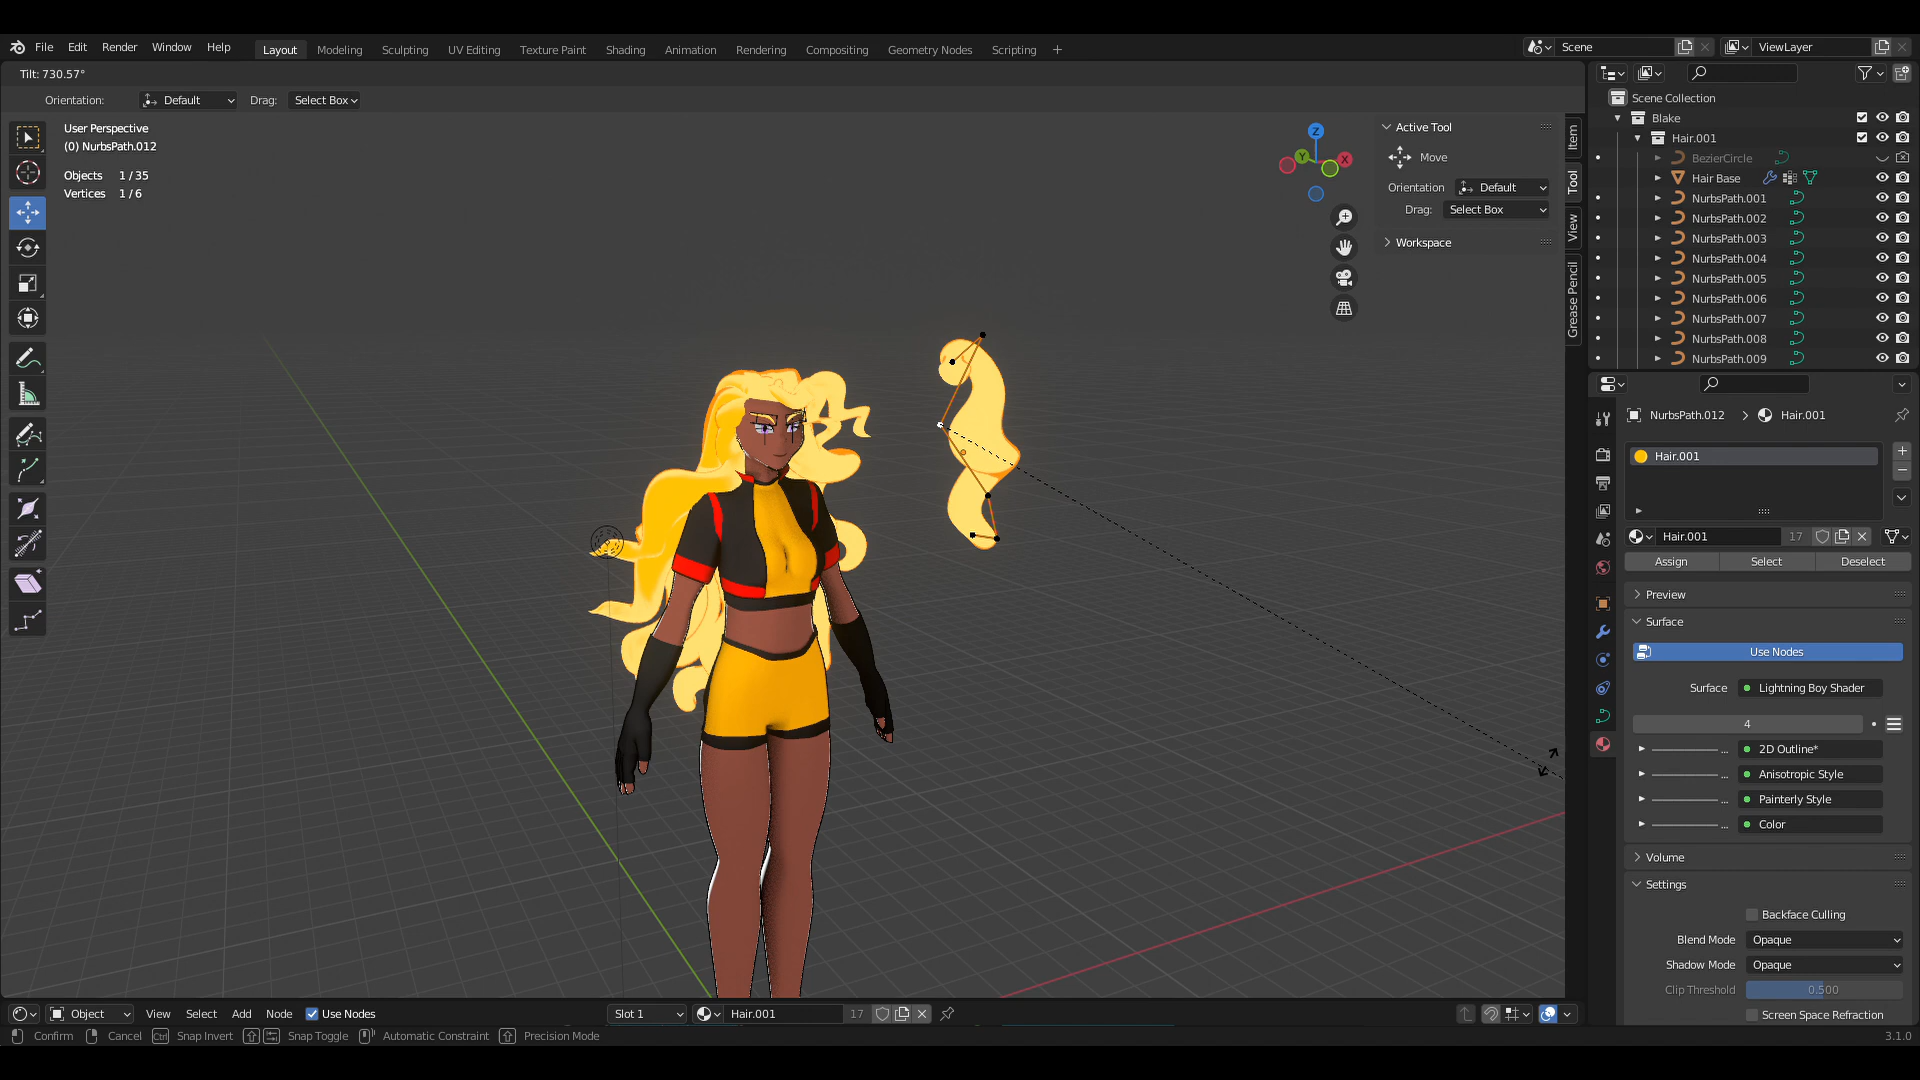 File Edit Render Window Help
Layout Modeling Sculpting UV Editing Texture Paint Shading Animation Rendering Compositing Geometry Nodes Scripting +
Scene ViewLayer
Tilt: 730.57°
Orientation: Default Drag: Select Box
User Perspective
(0) NurbsPath.012
Objects 1 / 35
Vertices 1 / 6
Z
Y
X
Active Tool
Move
Orientation Default
Drag: Select Box
Workspace
Item
Tool
View
Grease Pencil
Scene Collection
Blake
Hair.001
BezierCircle
Hair Base
NurbsPath.001
NurbsPath.002
NurbsPath.003
NurbsPath.004
NurbsPath.005
NurbsPath.006
NurbsPath.007
NurbsPath.008
NurbsPath.009
NurbsPath.012 > Hair.001
Hair.001
Hair.001 17
Assign Select Deselect
Preview
Surface
Use Nodes
Surface Lightning Boy Shader
4
... 2D Outline*
... Anisotropic Style
... Painterly Style
... Color
Volume
Settings
Backface Culling
Blend Mode Opaque
Shadow Mode Opaque
Clip Threshold 0.500
Screen Space Refraction
Object View Select Add Node Use Nodes Slot 1 Hair.001 17
Confirm Cancel Ctrl Snap Invert Snap Toggle Automatic Constraint Precision Mode 3.1.0